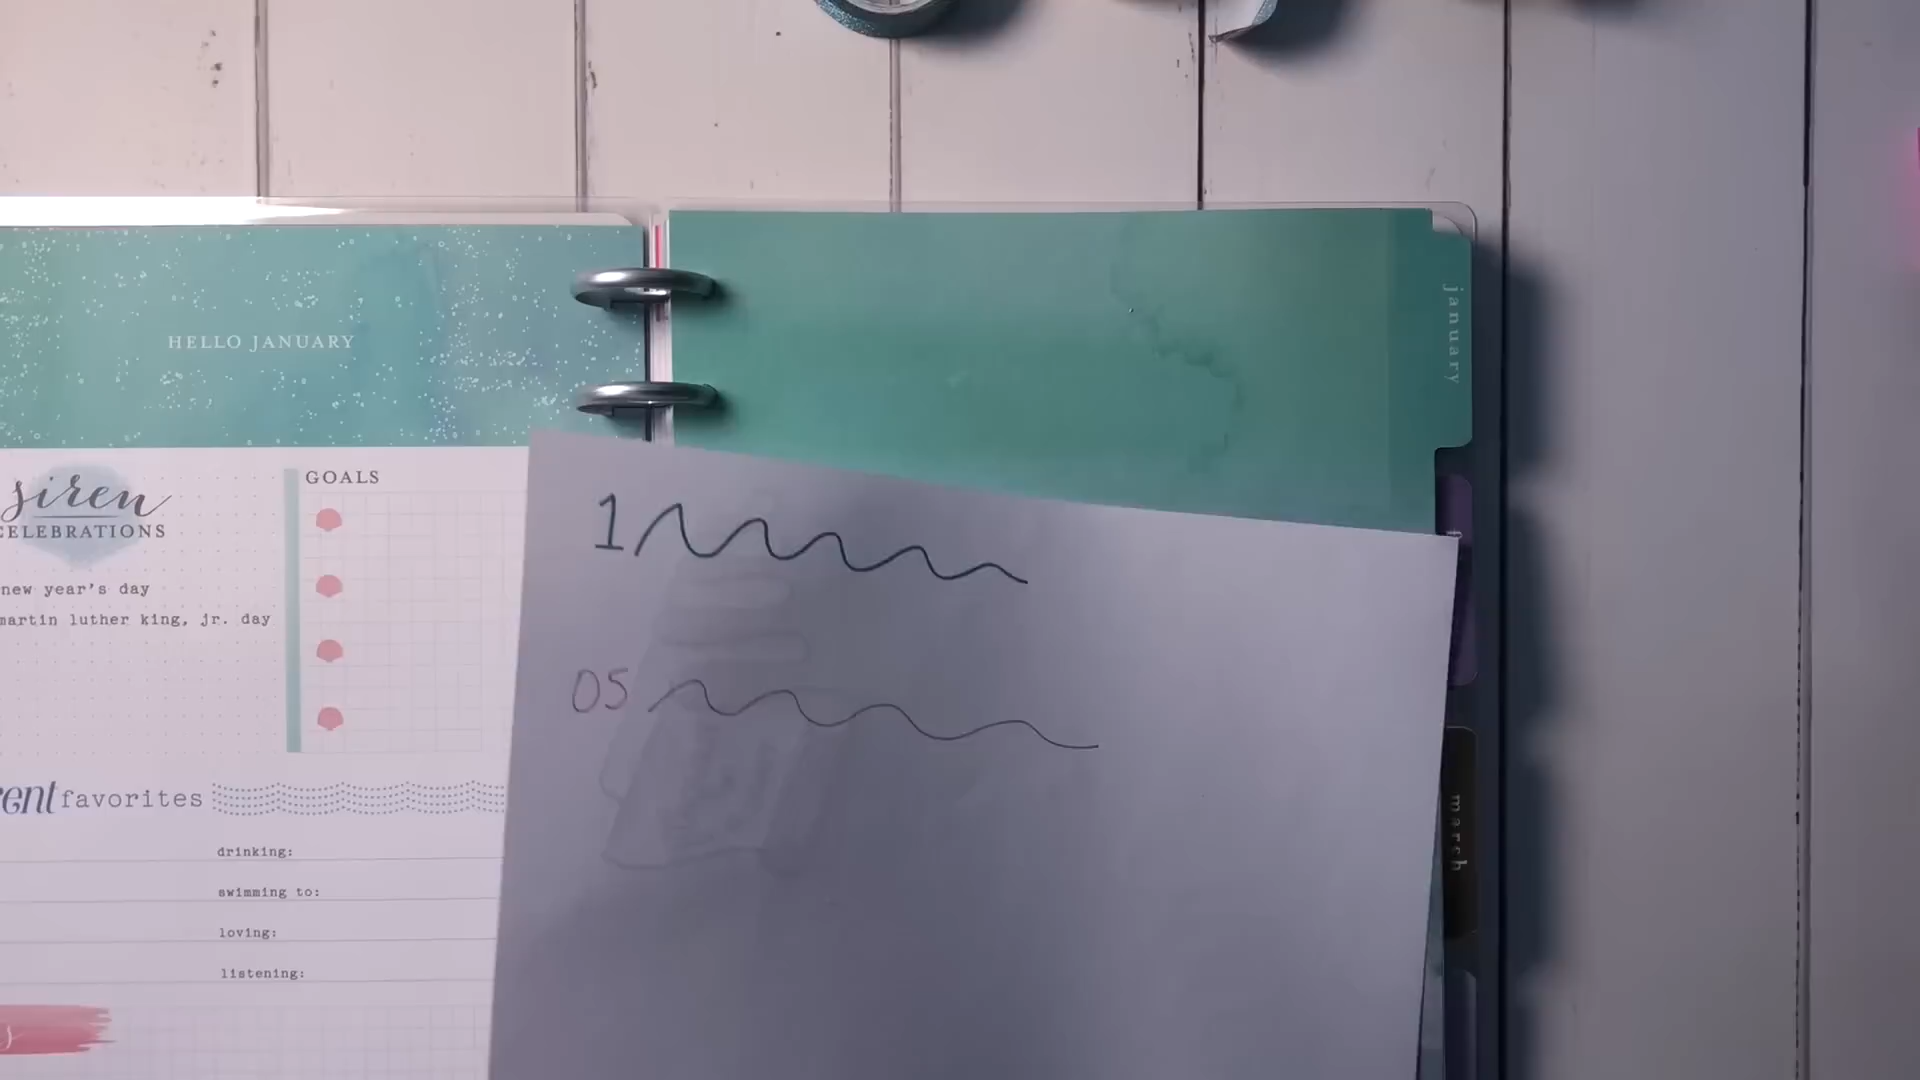 HELLO JANUARY
january
siren
CELEBRATIONS
GOALS
new year's day
martin luther king, jr. day
favorites
drinking:
swimming to:
loving:
listening:
1
05
march